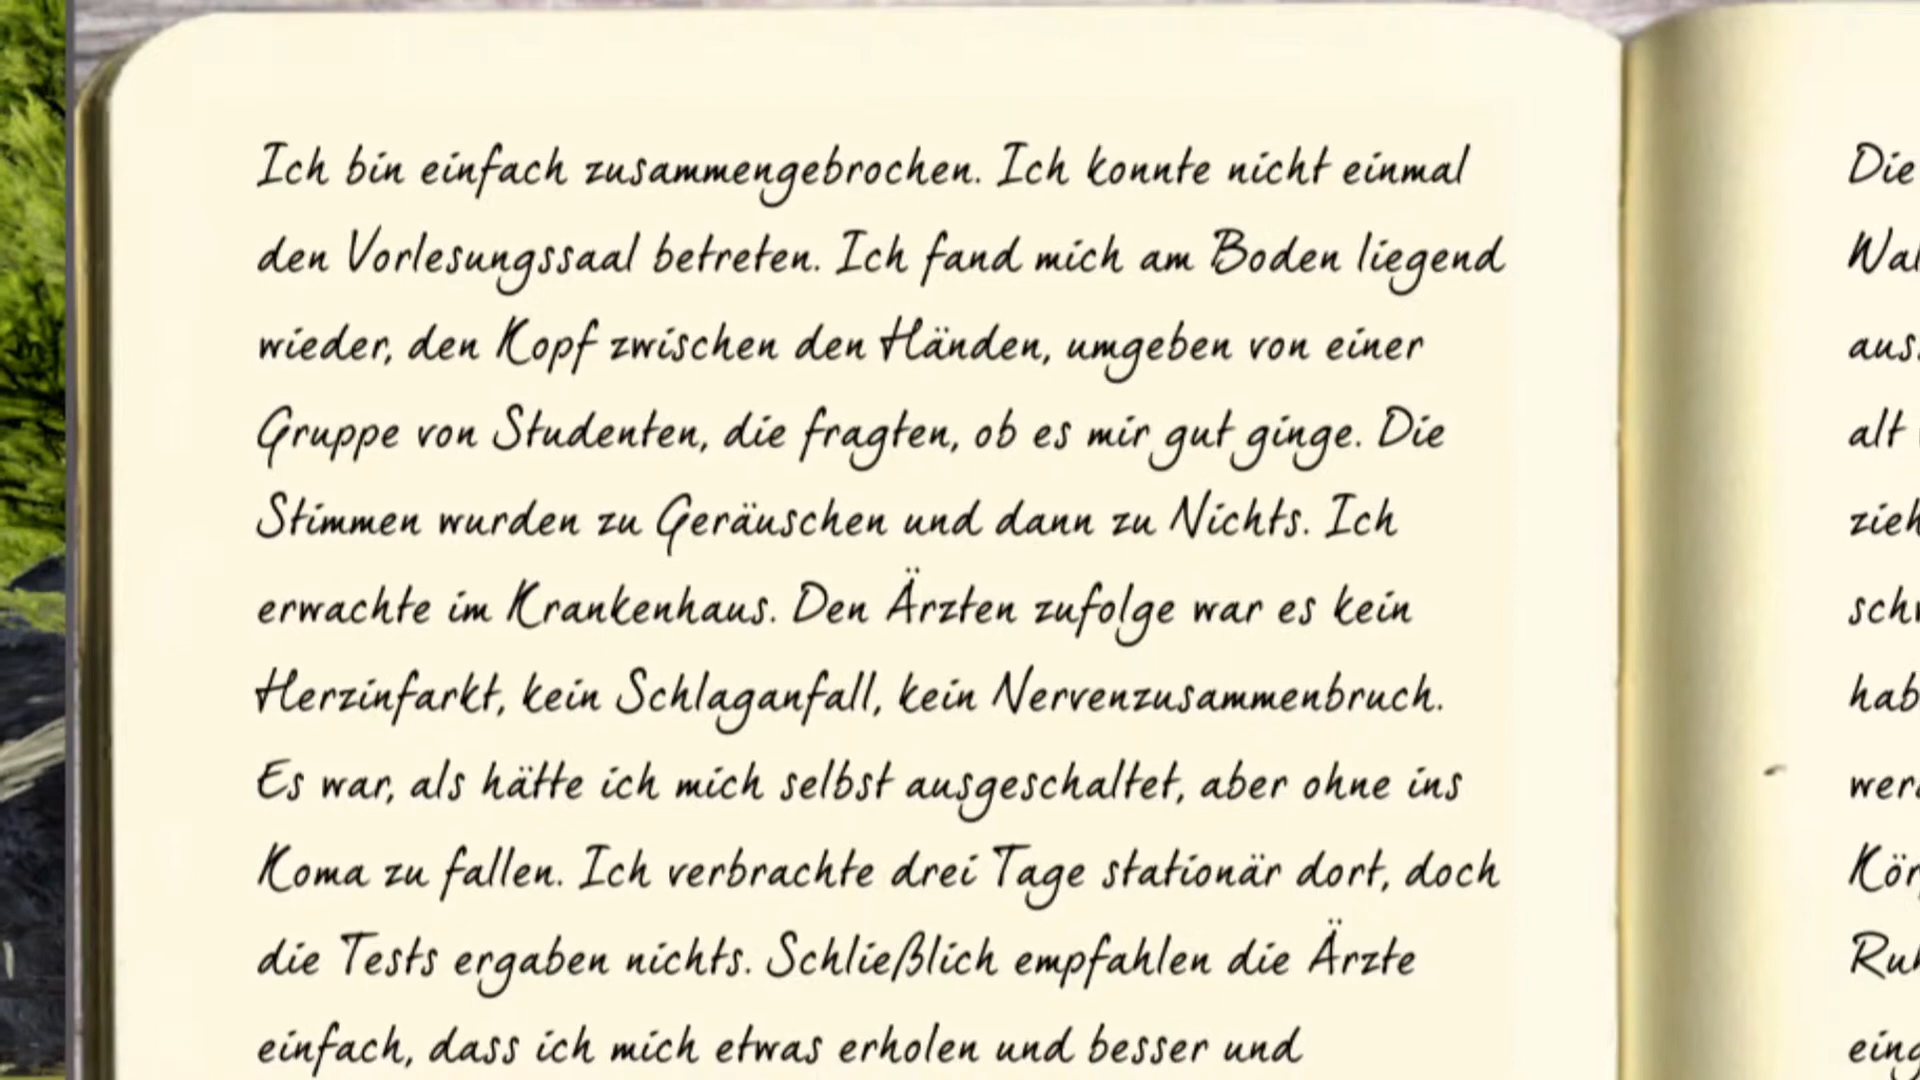 Ich bin einfach zusammengebrochen. Ich konnte nicht einmal
den Vorlesungssaal betreten. Ich fand mich am Boden liegend
wieder, den Kopf zwischen den Händen, umgeben von einer
Gruppe von Studenten, die fragten, ob es mir gut ginge. Die
Stimmen wurden zu Geräuschen und dann zu Nichts. Ich
erwachte im Krankenhaus. Den Ärzten zufolge war es kein
Herzinfarkt, kein Schlaganfall, kein Nervenzusammenbruch.
Es war, als hätte ich mich selbst ausgeschaltet, aber ohne ins
Koma zu fallen. Ich verbrachte drei Tage stationär dort, doch
die Tests ergaben nichts. Schließlich empfahlen die Ärzte
einfach, dass ich mich etwas erholen und besser und
Die
alt